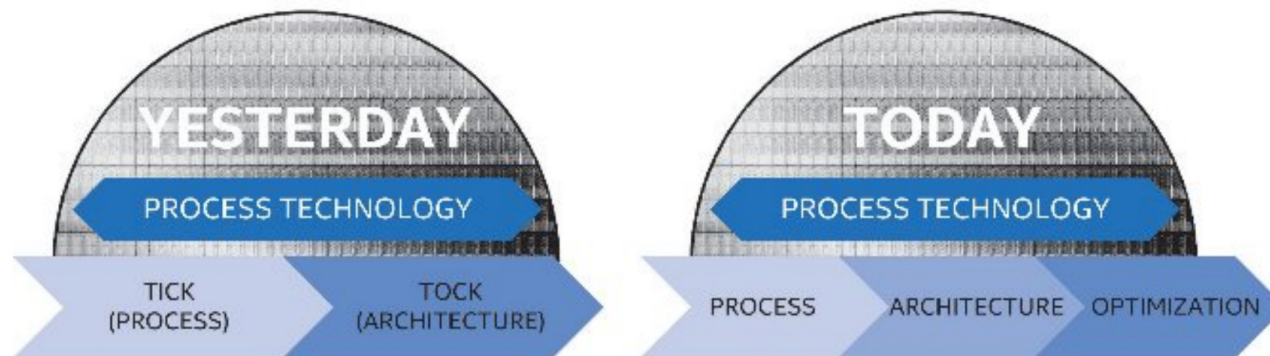 YESTERDAY
PROCESS TECHNOLOGY
TICK
(PROCESS)
TOCK
(ARCHITECTURE)
TODAY
PROCESS TECHNOLOGY
PROCESS
ARCHITECTURE
OPTIMIZATION